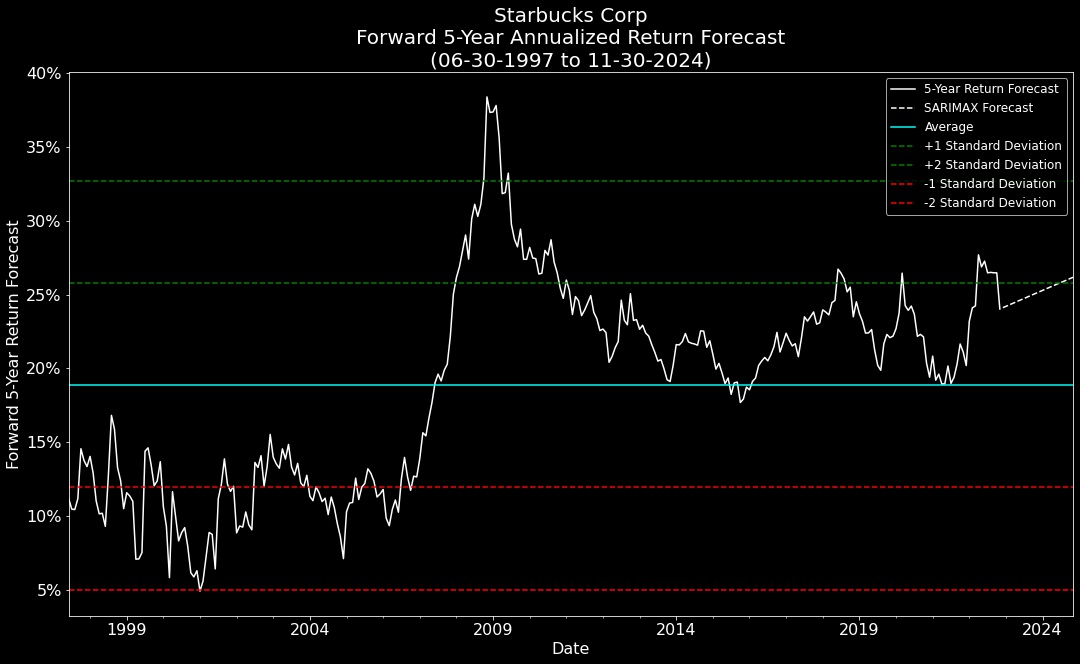 Starbucks Corp
Forward 5-Year Annualized Return Forecast
(06-30-1997 to 11-30-2024)
40%
35%
30%
25%
20%
15%
10%
5%
Forward 5-Year Return Forecast
5-Year Return Forecast
SARIMAX Forecast
Average
+1 Standard Deviation
+2 Standard Deviation
-1 Standard Deviation
-2 Standard Deviation
1999 2004 2009 2014 2019 2024
Date